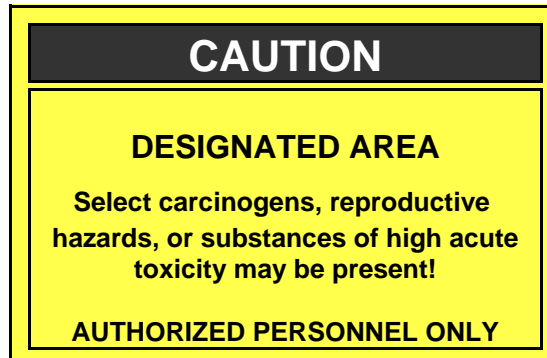 CAUTION
DESIGNATED AREA
Select carcinogens, reproductive
hazards, or substances of high acute
toxicity may be present!
AUTHORIZED PERSONNEL ONLY